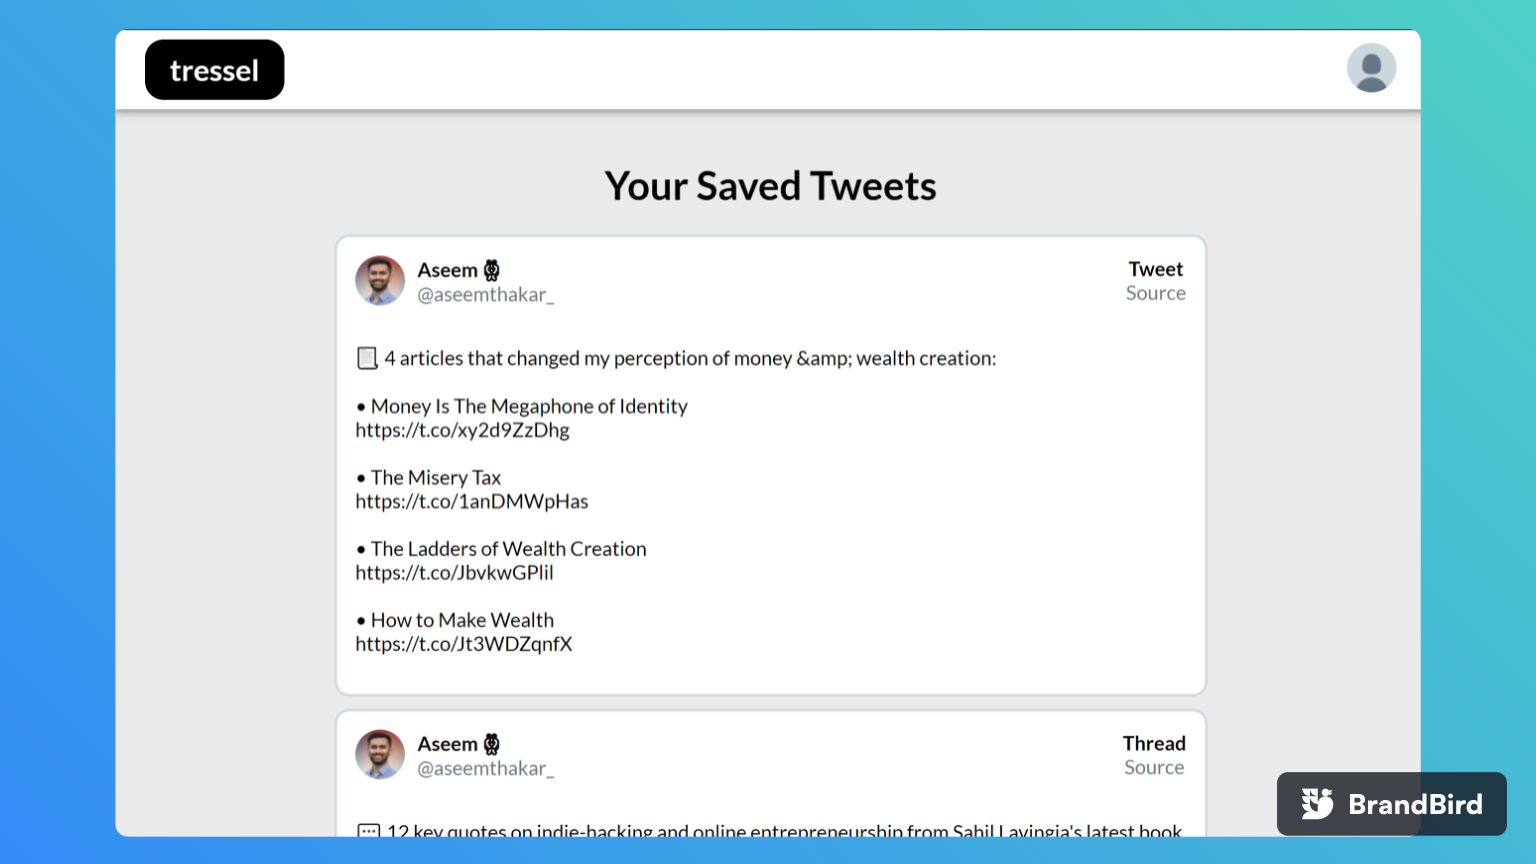 tressel
Your Saved Tweets
Aseem
@aseemthakar_
Tweet
Source
4 articles that changed my perception of money &amp; wealth creation:
• Money Is The Megaphone of Identity
https://t.co/xy2d9ZzDhg
• The Misery Tax
https://t.co/1anDMWpHas
• The Ladders of Wealth Creation
https://t.co/JbvkwGPlil
• How to Make Wealth
https://t.co/Jt3WDZqnfX
Aseem
@aseemthakar_
Thread
Source
12 key quotes on indie-hacking and online entrepreneurship from Sahil Lavingia's latest book
BrandBird